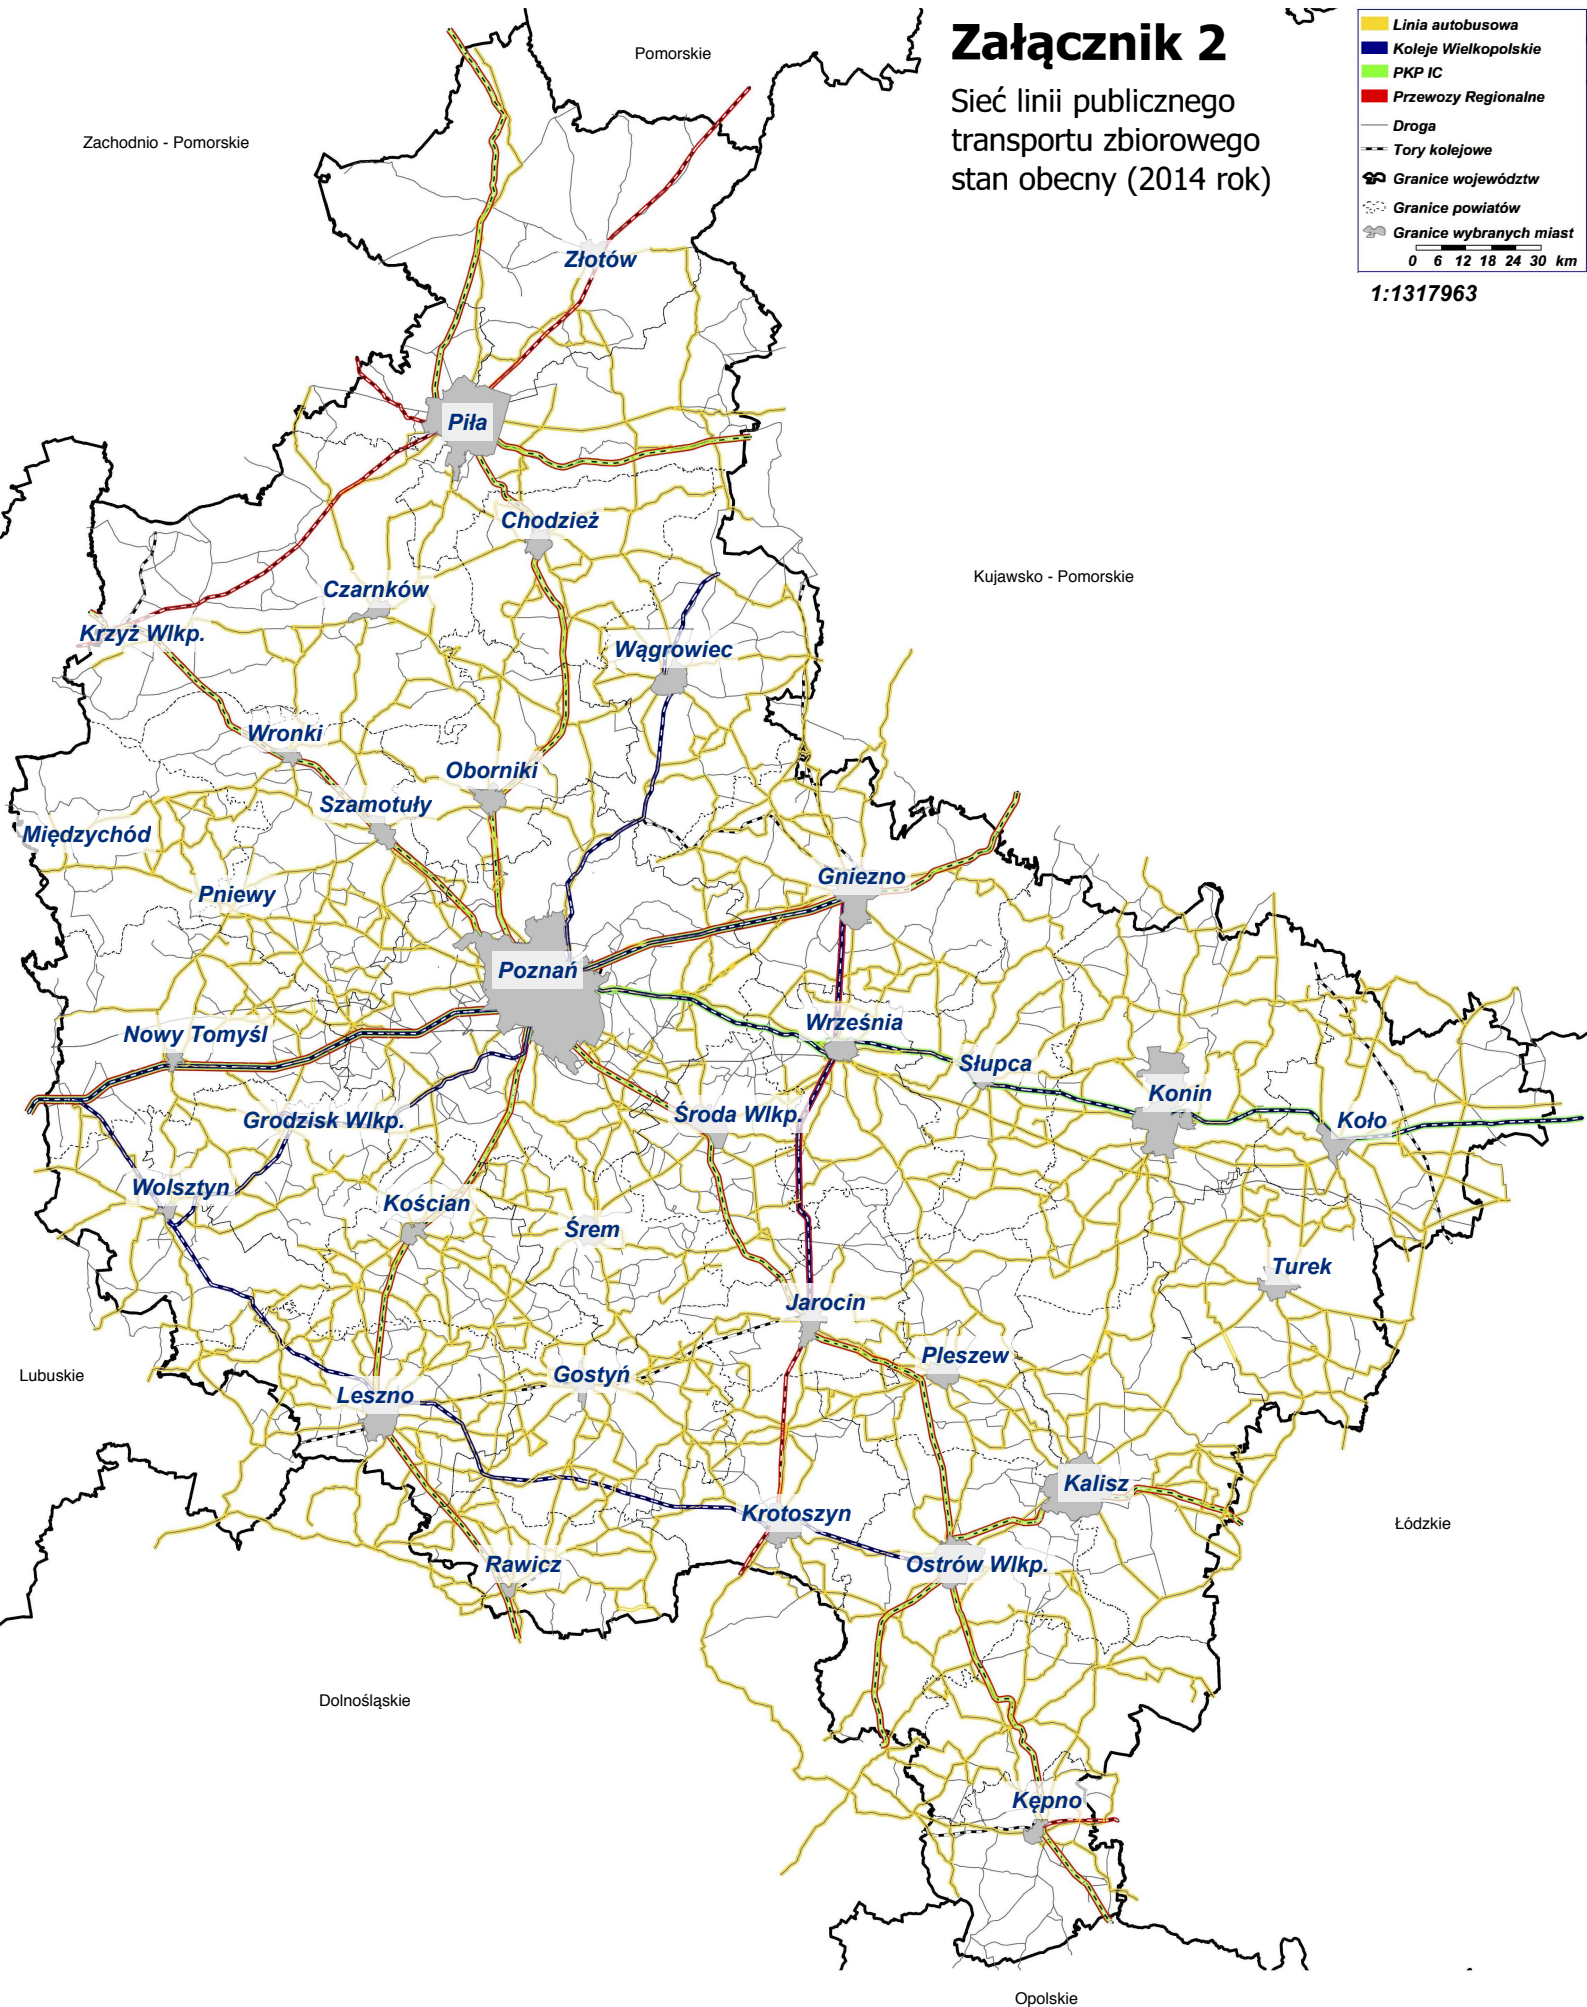 Załącznik 2
Sieć linii publicznego
transportu zbiorowego
stan obecny (2014 rok)
Linia autobusowa
Koleje Wielkopolskie
PKP IC
Przewozy Regionalne
Droga
Tory kolejowe
Granice województw
Granice powiatów
Granice wybranych miast
0 6 12 18 24 30 km
1:1317963
Pomorskie
Zachodnio - Pomorskie
Złotów
Piła
Chodzież
Kujawsko - Pomorskie
Czarnków
Krzyż Wlkp.
Wągrowiec
Wronki
Oborniki
Szamotuły
Międzychód
Gniezno
Pniewy
Poznań
Września
Nowy Tomyśl
Słupca
Konin
Środa Wlkp.
Grodzisk Wlkp.
Koło
Wolsztyn
Kościan
Śrem
Turek
Jarocin
Pleszew
Lubuskie
Gostyń
Leszno
Kalisz
Krotoszyn
Łódzkie
Rawicz
Ostrów Wlkp.
Dolnośląskie
Kępno
Opolskie